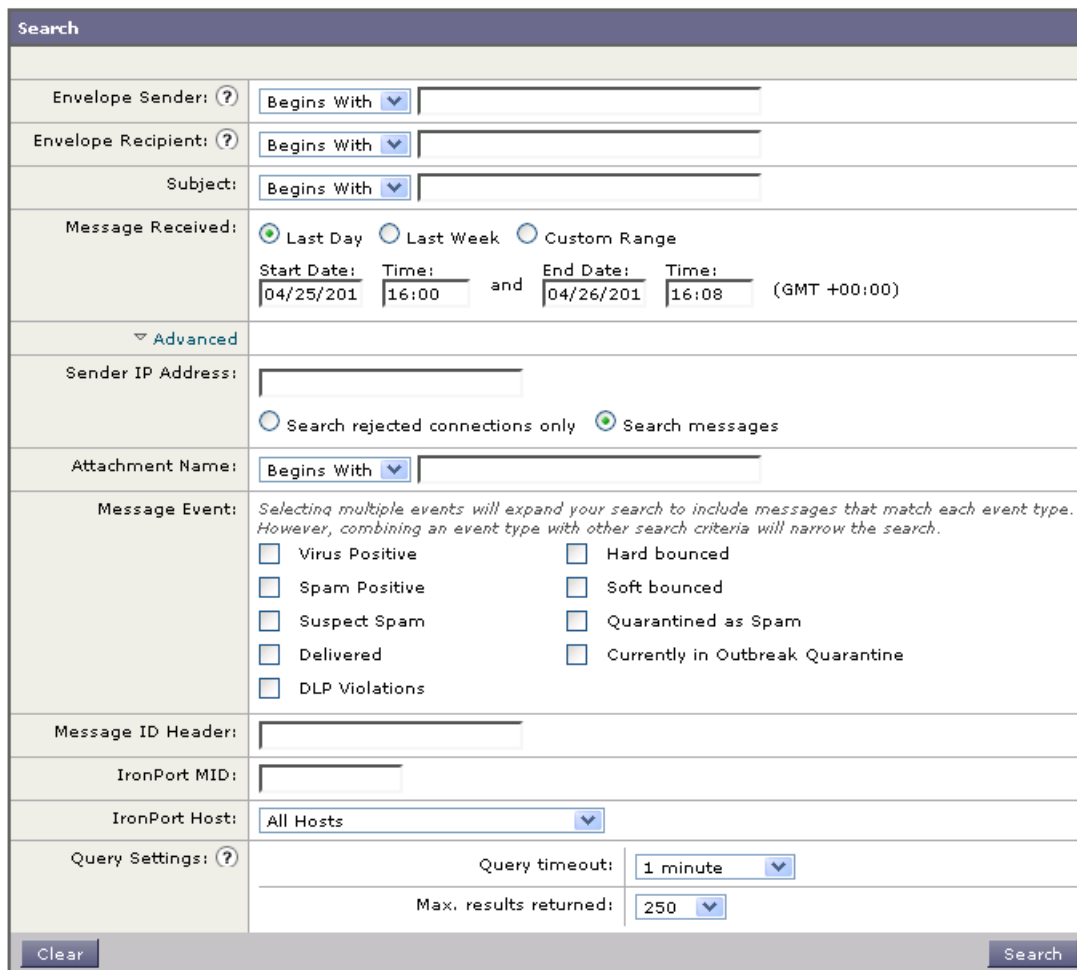 Search
Envelope Sender: (?) Begins With
Envelope Recipient: (?) Begins With
Subject: Begins With
Message Received: Last Day Last Week Custom Range
Start Date: Time: End Date: Time:
04/25/201 16:00 and 04/26/201 16:08 (GMT +00:00)
Advanced
Sender IP Address:
Search rejected connections only Search messages
Attachment Name: Begins With
Message Event: Selecting multiple events will expand your search to include messages that match each event type.
However, combining an event type with other search criteria will narrow the search.
Virus Positive Hard bounced
Spam Positive Soft bounced
Suspect Spam Quarantined as Spam
Delivered Currently in Outbreak Quarantine
DLP Violations
Message ID Header:
IronPort MID:
IronPort Host: All Hosts
Query Settings: (?) Query timeout: 1 minute
Max. results returned: 250
Clear Search